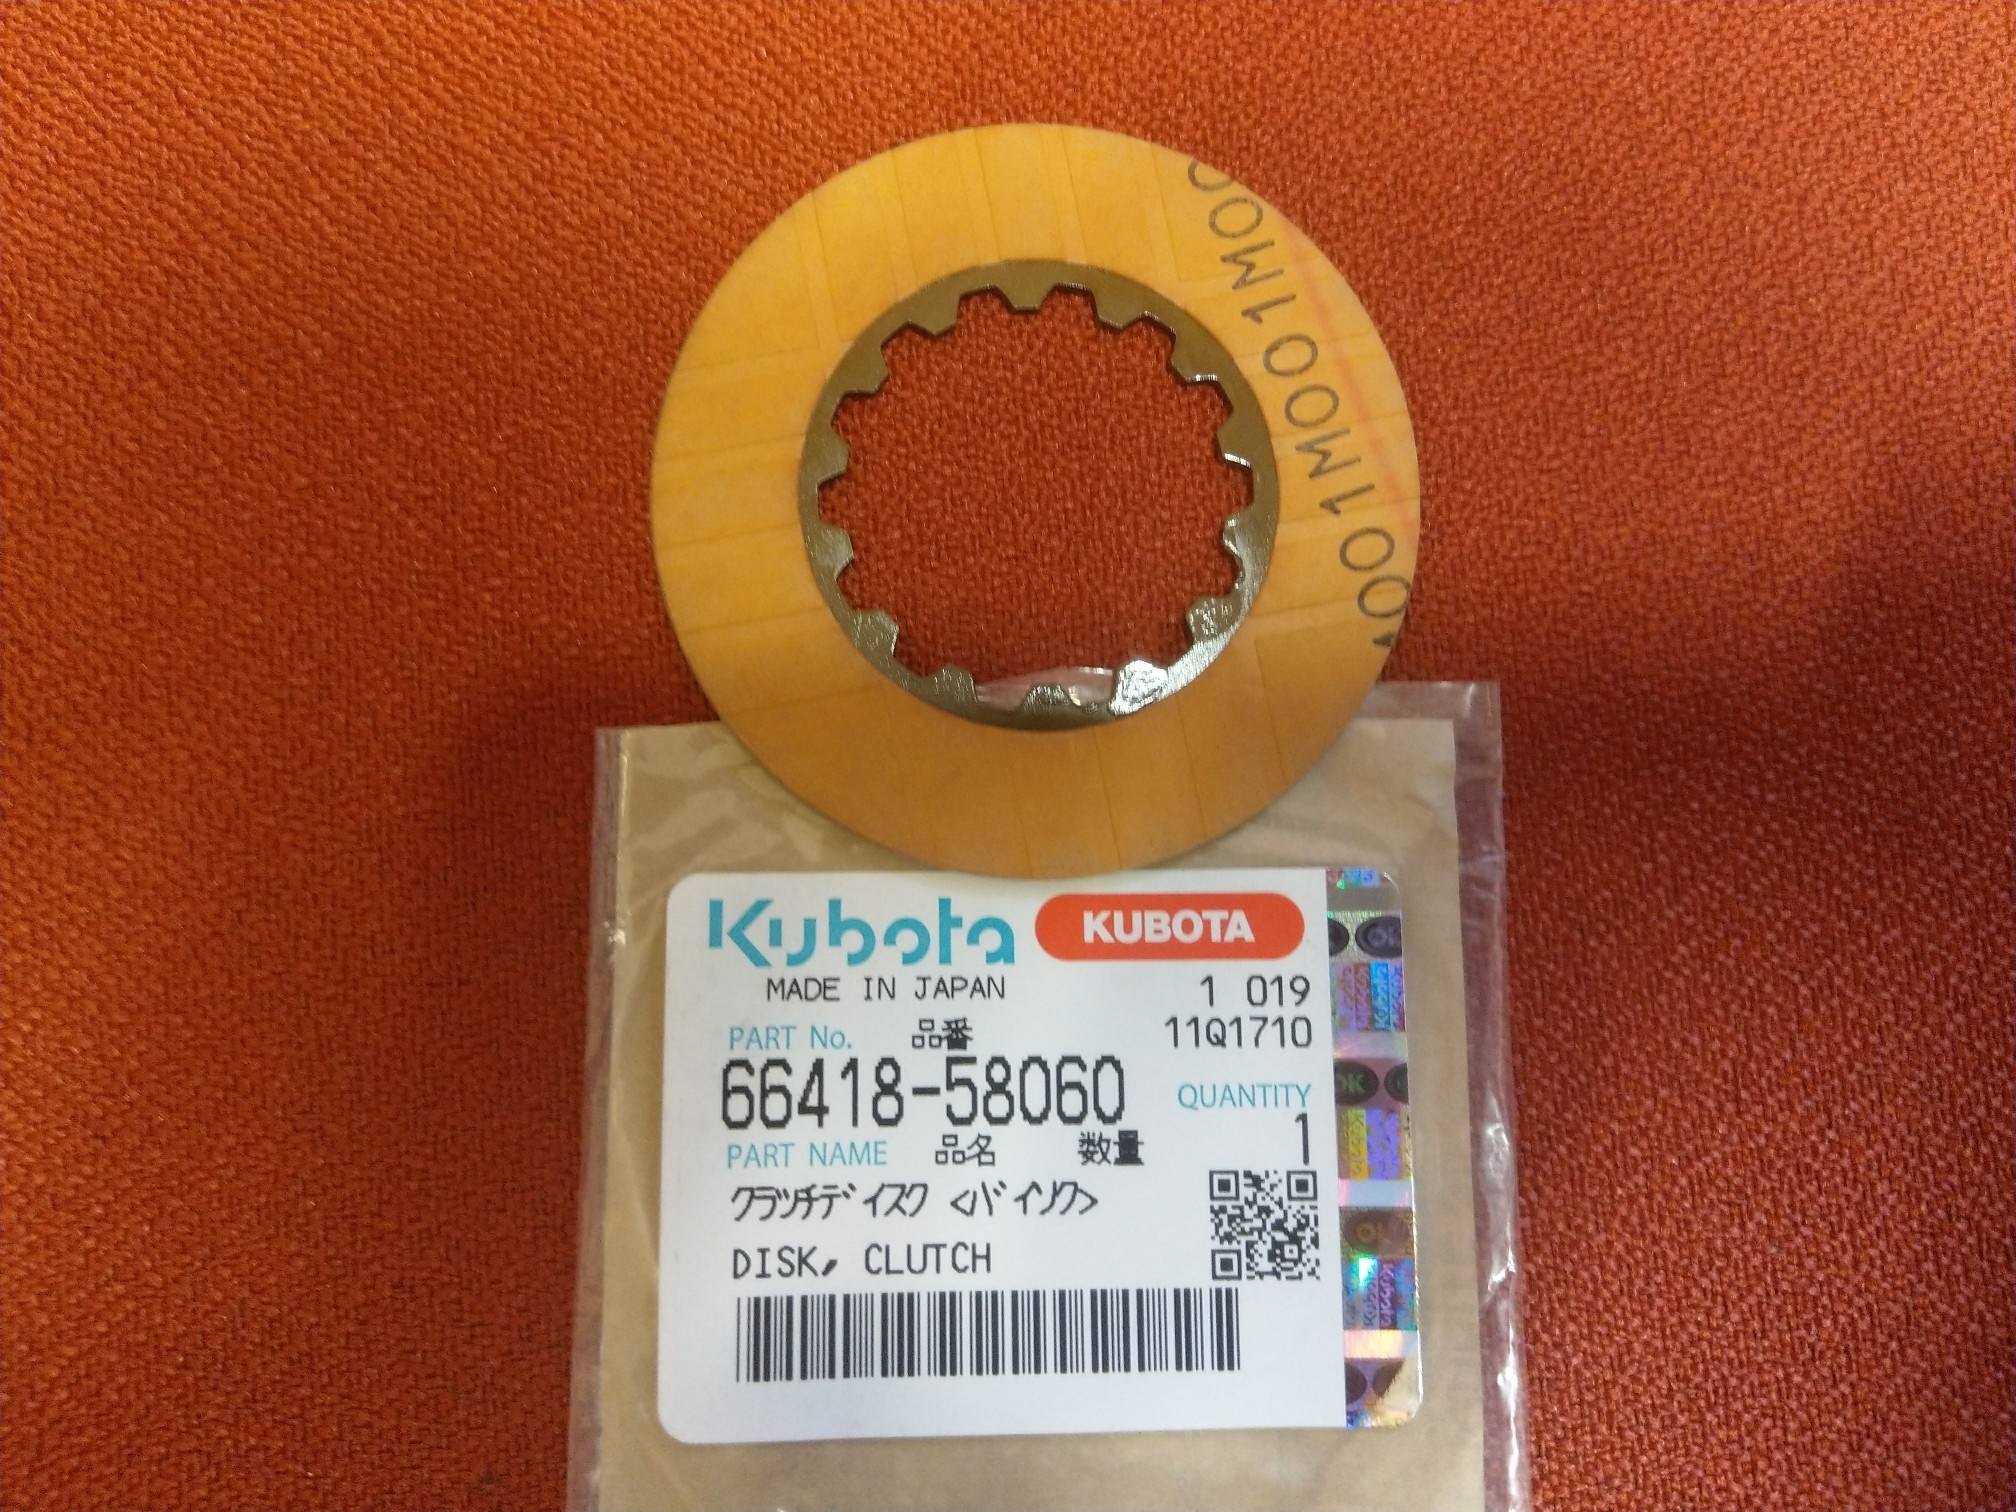 001M001M001M00
Kubota KUBOTA
MADE IN JAPAN 1 019
PART No. 品番 11Q1710
66418-58060 QUANTITY
PART NAME 品名 数量 1
クラッチディスク <バイソク>
DISK, CLUTCH